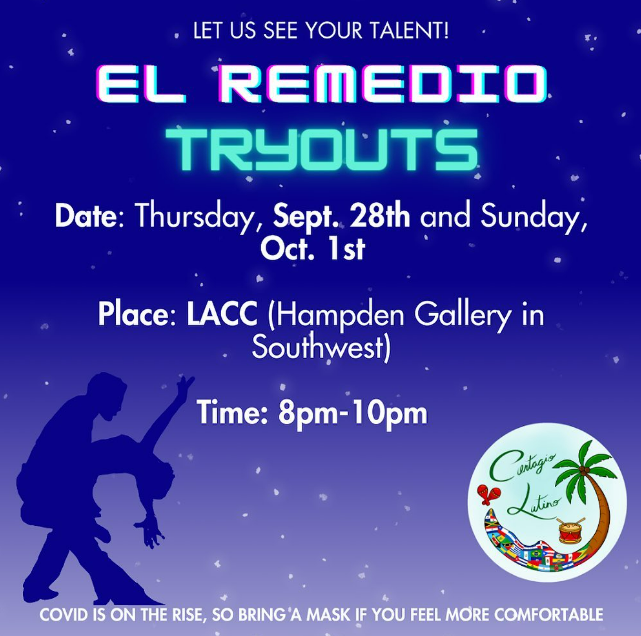 LET US SEE YOUR TALENT!
EL REMEDIO
TRYOUTS
Date: Thursday, Sept. 28th and Sunday,
Oct. 1st
Place: LACC (Hampden Gallery in
Southwest)
Time: 8pm-10pm
Contagio
Latino
COVID IS ON THE RISE, SO BRING A MASK IF YOU FEEL MORE COMFORTABLE